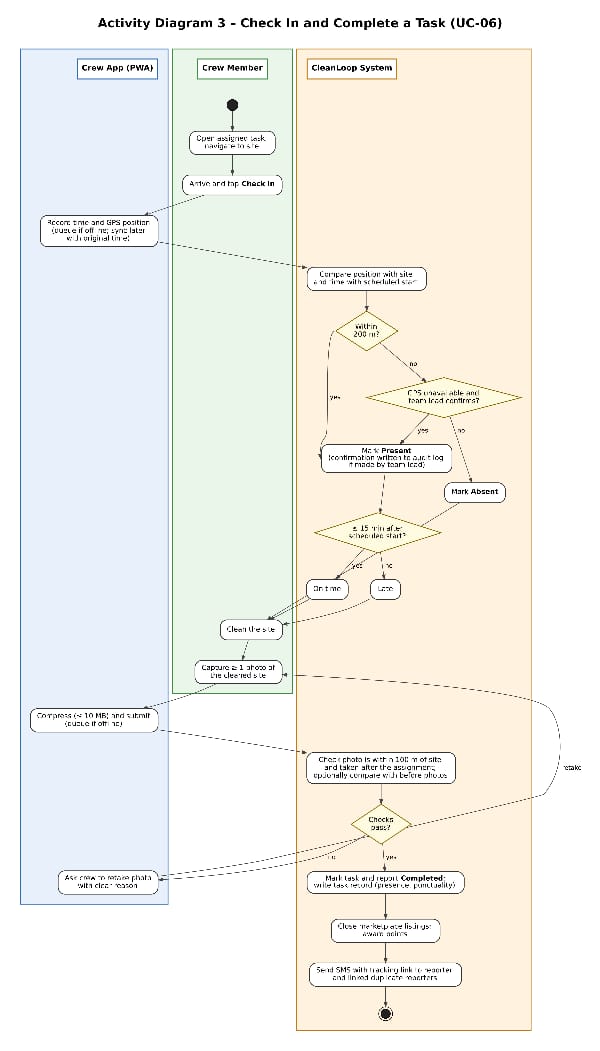 Activity Diagram 3 – Check In and Complete a Task (UC-06)
Crew App (PWA)
Crew Member
CleanLoop System
Open assigned task,
navigate to site
Arrive and tap Check In
Record time and GPS position
(queue if offline; sync later
with original time)
Compare position with site
and time with scheduled start
Within
200 m?
no
GPS unavailable and
team lead confirms?
yes
yes
no
Mark Present
(confirmation written to audit log
if made by team lead)
Mark Absent
≤ 15 min after
scheduled start?
yes
no
On time
Late
Clean the site
Capture ≥ 1 photo of
the cleaned site
Compress (≤ 10 MB) and submit
(queue if offline)
Check photo is within 100 m of site
and taken after the assignment;
optionally compare with before photos
retake
Checks
pass?
no
yes
Ask crew to retake photo
with clear reason
Mark task and report Completed;
write task record (presence, punctuality)
Close marketplace listings;
award points
Send SMS with tracking link to reporter
and linked duplicate reporters